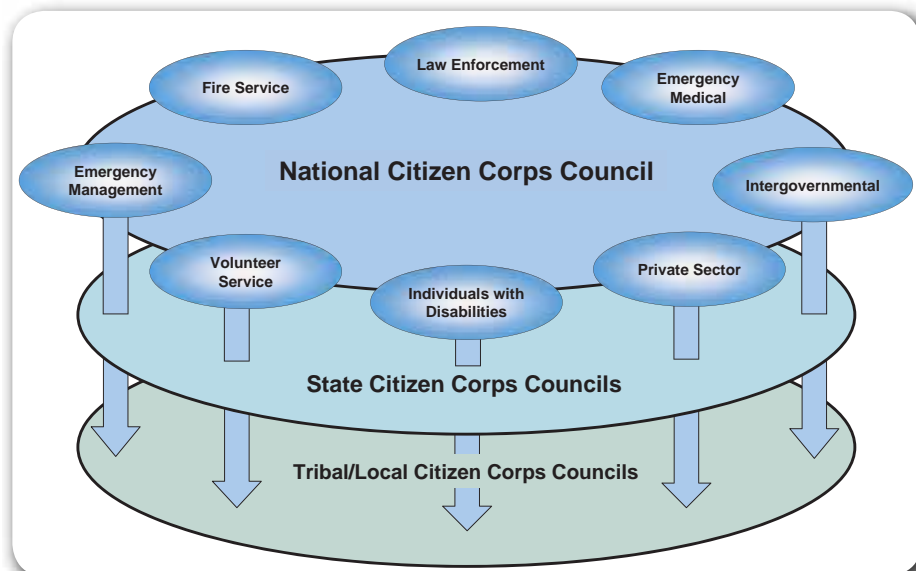 Law Enforcement
Fire Service
Emergency
Medical
Emergency
Management
National Citizen Corps Council
Intergovernmental
Volunteer
Service
Individuals with
Disabilities
Private Sector
State Citizen Corps Councils
Tribal/Local Citizen Corps Councils